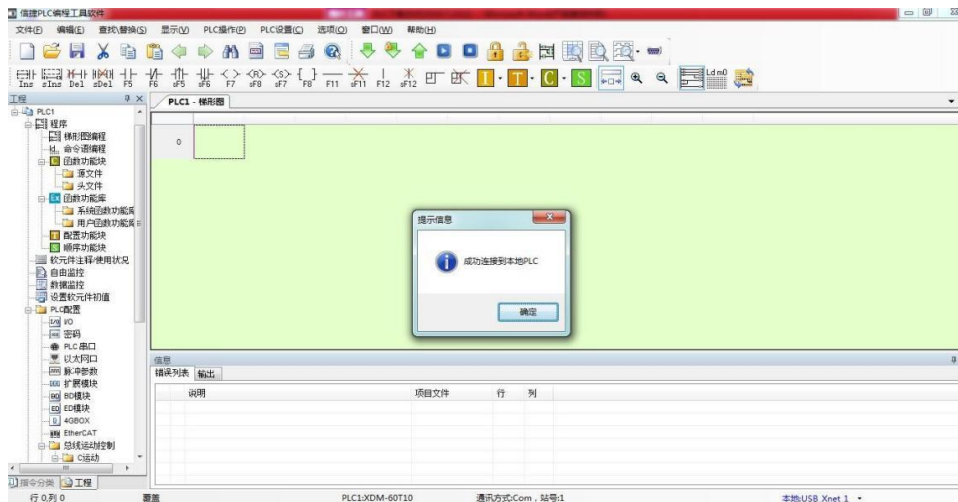 信捷PLC编程工具软件
文件(F) 编辑(E) 查找\替换(S) 显示(V) PLC操作(P) PLC设置(C) 选项(O) 窗口(W) 帮助(H)
Ins sIns Del sDel F5 F6 sF5 sF6 F7 sF8 sF7 F8 F11 sF11 F12 sF12 I T C S Ld m0
工程
PLC1 - 梯形图
PLC1
程序
梯形图编程
命令语编程
函数功能块
源文件
头文件
函数功能库
系统函数功能库
用户函数功能库
配置功能块
顺序功能块
软元件注释/使用状况
自由监控
数据监控
设置软元件初值
PLC配置
I/O
密码
PLC 串口
以太网口
脉冲参数
扩展模块
BD模块
ED模块
4GBOX
EtherCAT
总线运动控制
C运动
指令分类 工程
0
提示信息
成功连接到本地PLC
确定
信息
错误列表 输出
说明 项目文件 行 列
行 0,列 0 覆盖 PLC1:XDM-60T10 通讯方式:Com，站号:1 本地:USB Xnet 1